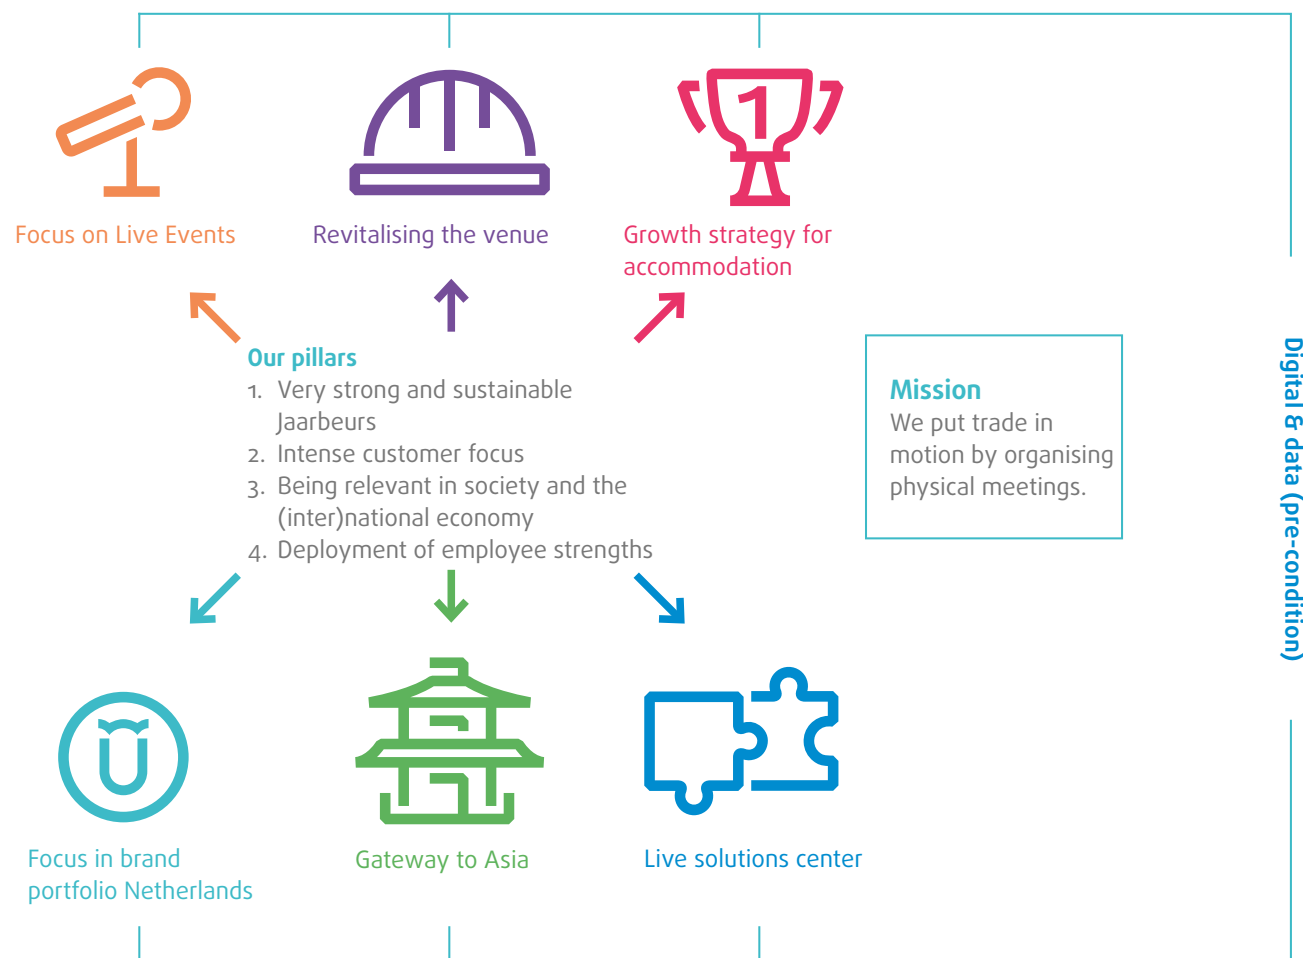 1
Focus on Live Events
Revitalising the venue
Growth strategy for
accommodation
Our pillars
1. Very strong and sustainable
Jaarbeurs
2. Intense customer focus
3. Being relevant in society and the
(inter)national economy
4. Deployment of employee strengths
Mission
We put trade in
motion by organising
physical meetings.
Digital & data (pre-condition)
Focus in brand
portfolio Netherlands
Gateway to Asia
Live solutions center